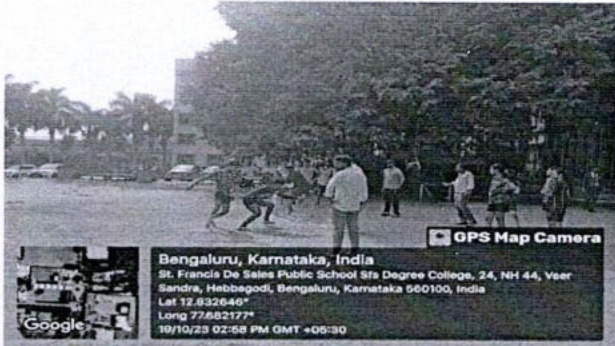 GPS Map Camera
Bengaluru, Karnataka, India
St. Francis De Sales Public School Sfs Degree College, 24, NH 44, Veer
Sandra, Hebbagodi, Bengaluru, Karnataka 560100, India
Lat 12.832646°
Long 77.682177°
19/10/23 02:58 PM GMT +05:30
Google